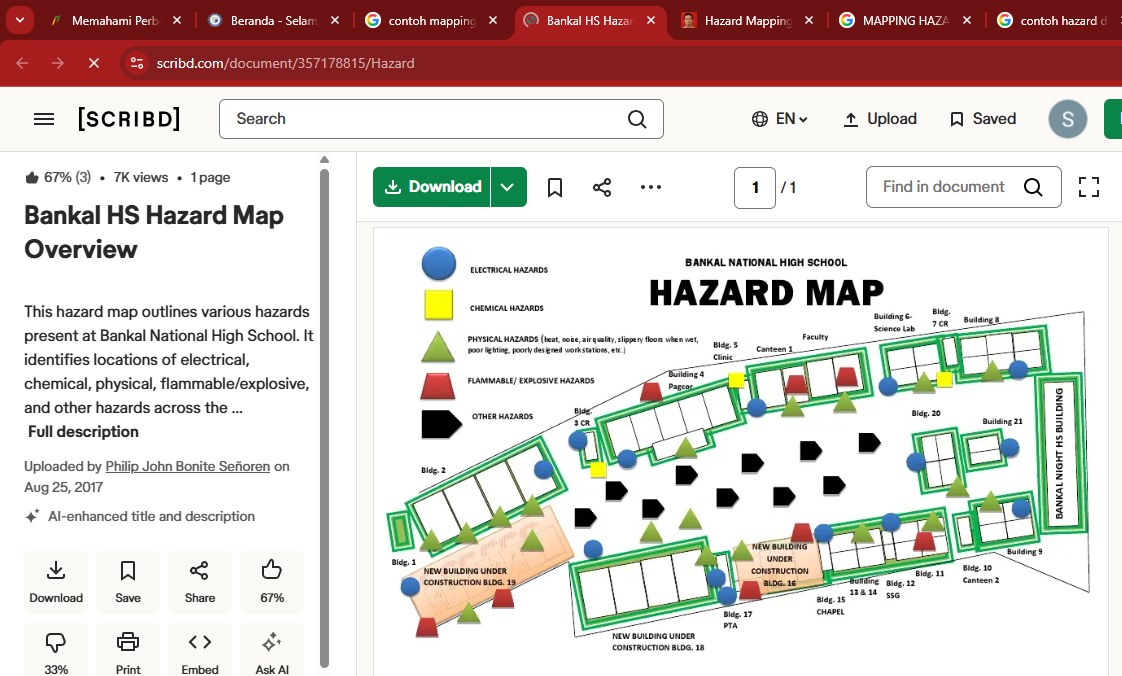 Memahami Perb
Beranda - Selam
contoh mapping
Bankal HS Hazar
Hazard Mapping
MAPPING HAZA
contoh hazard d
scribd.com/document/357178815/Hazard
[SCRIBD]
Search
EN
Upload
Saved
S
67% (3) • 7K views • 1 page
Bankal HS Hazard Map
Overview
This hazard map outlines various hazards
present at Bankal National High School. It
identifies locations of electrical,
chemical, physical, flammable/explosive,
and other hazards across the ...
Full description
Uploaded by Philip John Bonite Señoren on
Aug 25, 2017
AI-enhanced title and description
Download
Save
Share
67%
33%
Print
Embed
Ask AI
Download
1 / 1
Find in document
BANKAL NATIONAL HIGH SCHOOL
HAZARD MAP
ELECTRICAL HAZARDS
CHEMICAL HAZARDS
PHYSICAL HAZARDS (heat, noise, air quality, slippery floors when wet,
poor lighting, poorly designed workstations, etc.)
FLAMMABLE/ EXPLOSIVE HAZARDS
OTHER HAZARDS
Bldg. 2
Bldg.
3 CR
Building 4
Pagcor
Bldg. 5
Clinic
Canteen 1
Faculty
Building 6-
Science Lab
Bldg.
7 CR
Building 8
Bldg. 20
Building 21
BANKAL NIGHT HS BUILDING
Bldg. 1
NEW BUILDING UNDER
CONSTRUCTION BLDG. 19
NEW BUILDING
UNDER
CONSTRUCTION
BLDG. 16
Building 9
Bldg. 10
Canteen 2
Bldg. 11
Bldg. 12
SSG
Building
13 & 14
Bldg. 15
CHAPEL
Bldg. 17
PTA
NEW BUILDING UNDER
CONSTRUCTION BLDG. 18